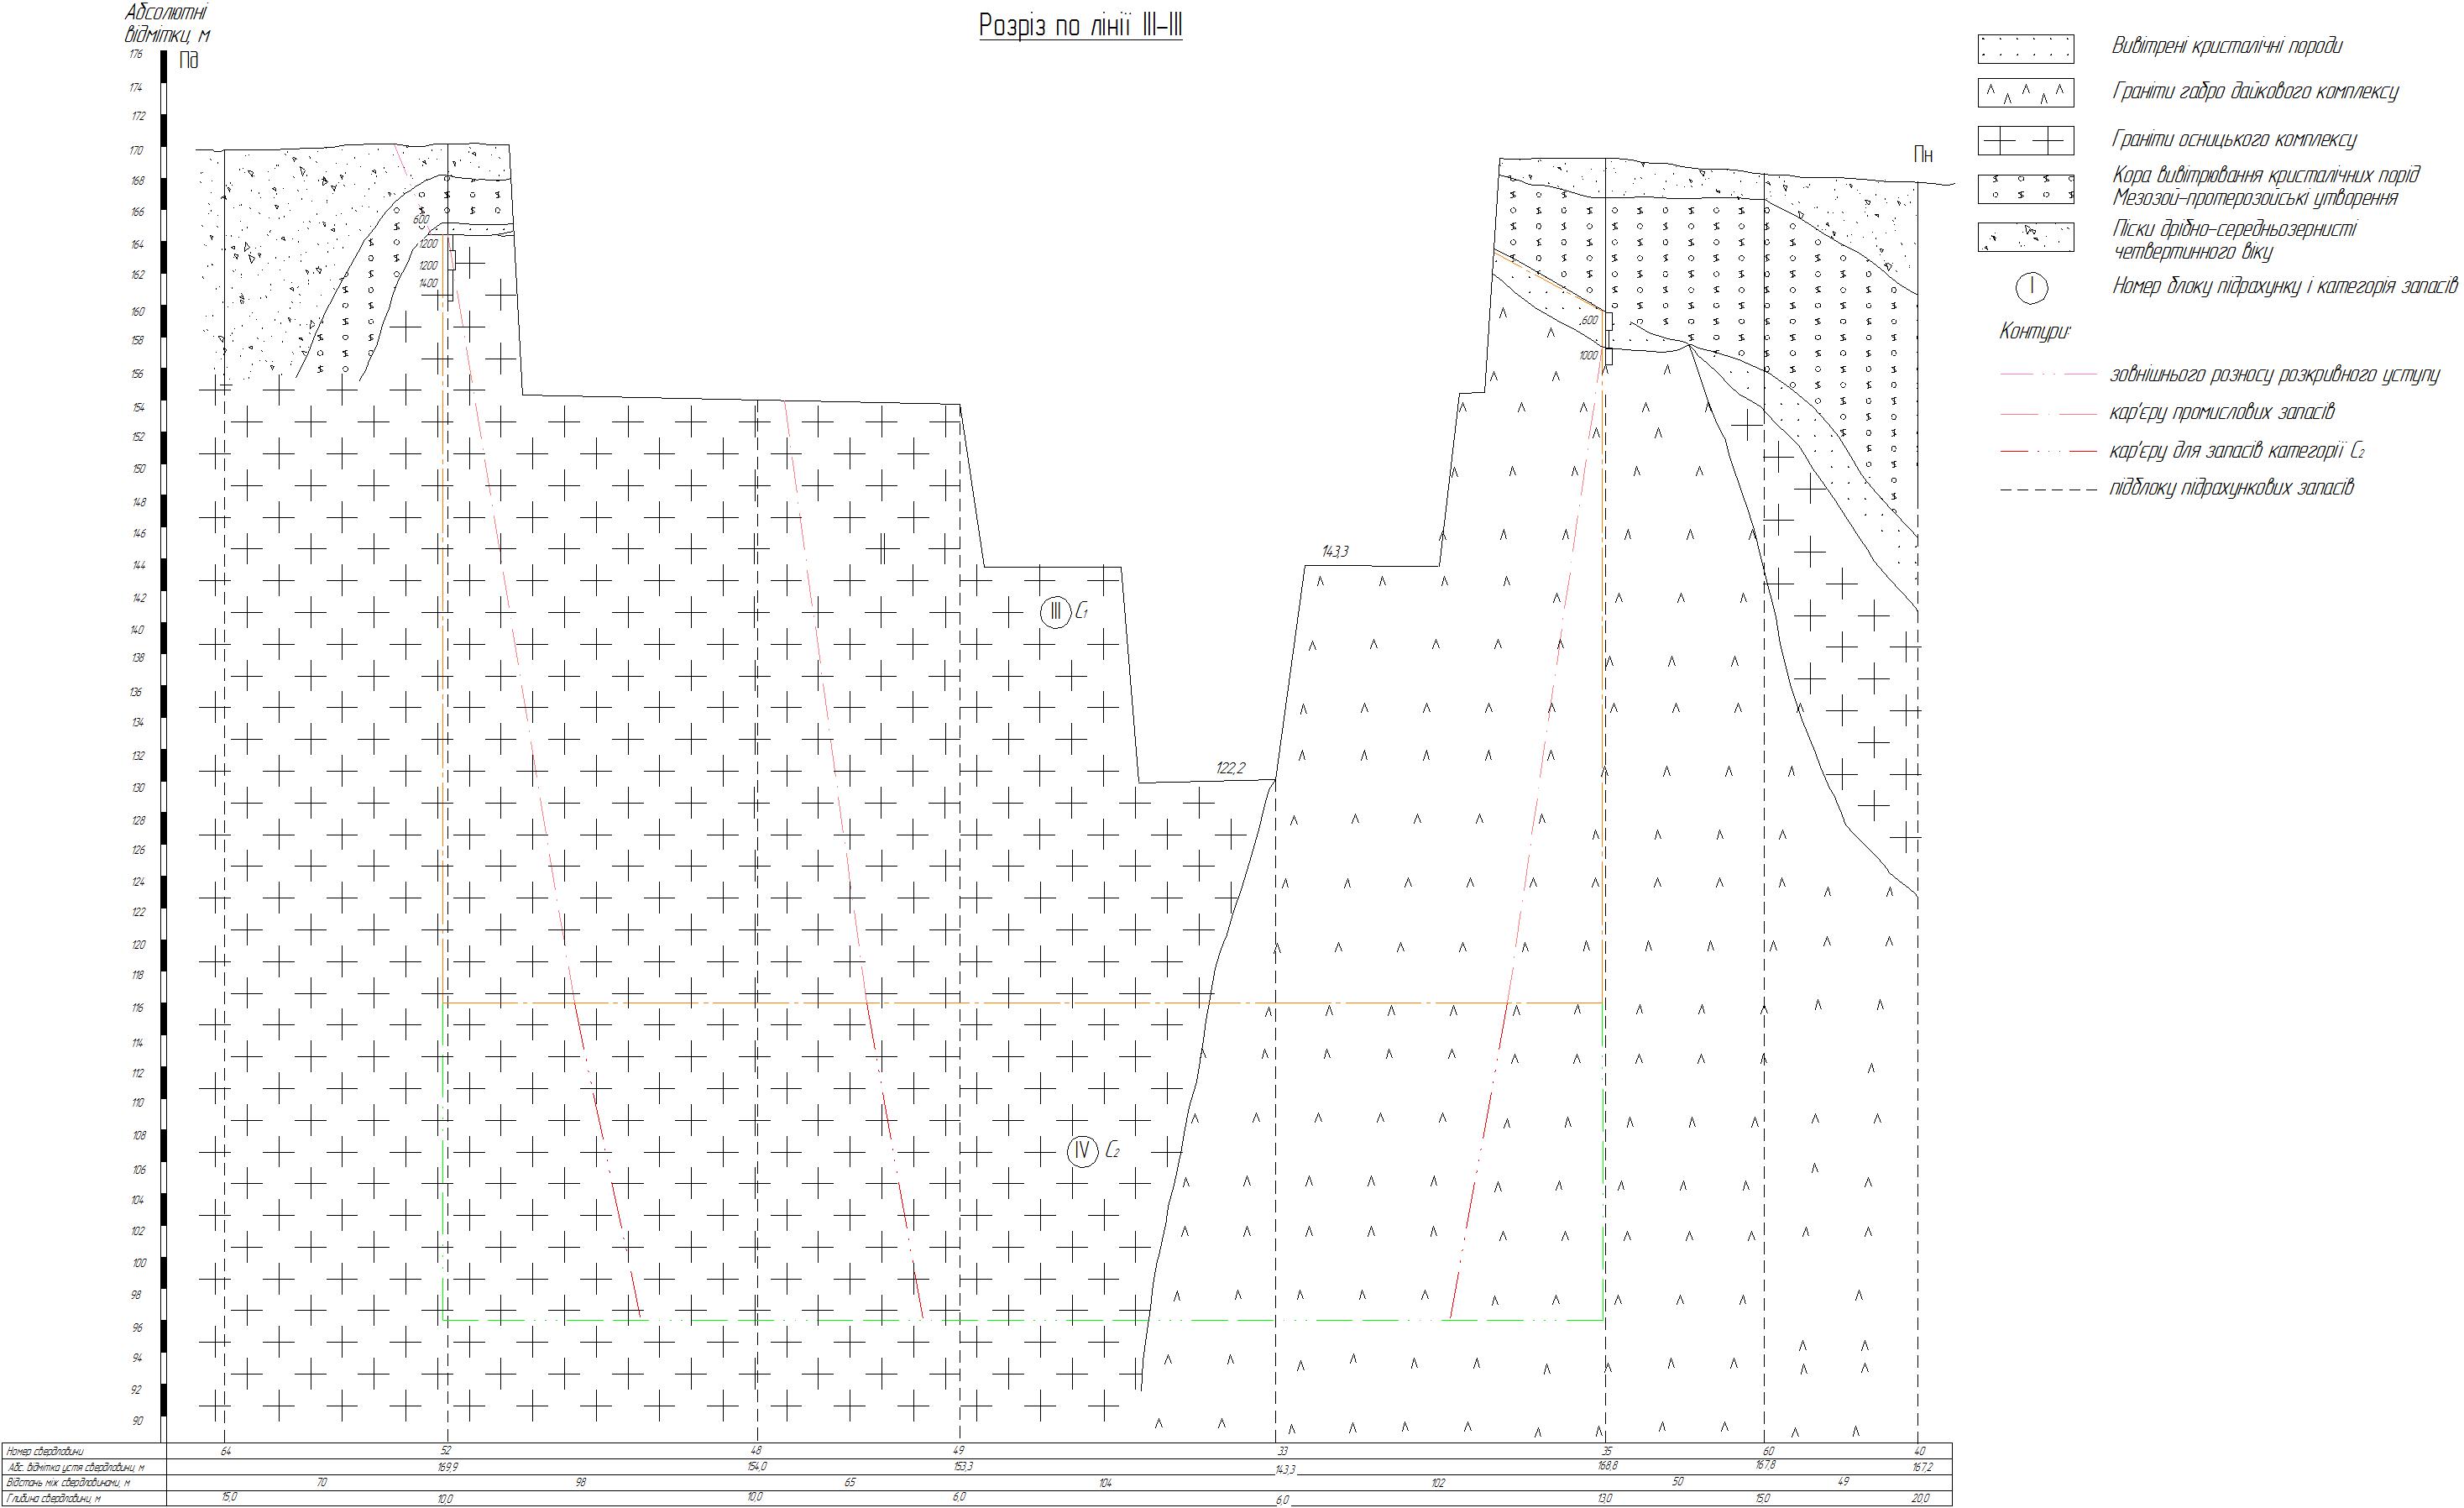 Розріз по лінії III-III
Абсолютні
відмітки, м
Пд
Пн
176
174
172
170
168
166
164
162
160
158
156
154
152
150
148
146
144
142
140
138
136
134
132
130
128
126
124
122
120
118
116
114
112
110
108
106
104
102
100
98
96
94
92
90
600
1200
1200
1400
600
1000
143,3
122,2
III C1
IV C2
Вивітрені кристалічні породи
Граніти габро дайкового комплексу
Граніти осницького комплексу
Кора вивітрювання кристалічних порід
Мезозой-протерозойські утворення
Піски дрібно-середньозернисті
четвертинного віку
I Номер блоку підрахунку і категорія запасів
Контури:
зовнішнього розносу розкривного уступу
кар'єру промислових запасів
кар'єру для запасів категорії C2
підблоку підрахункових запасів
Номер свердловини 64 52 48 49 33 35 60 40
Абс. відмітка устя свердловини, м 169,9 154,0 153,3 143,3 168,8 167,8 167,2
Відстань між свердловинами, м 70 98 65 104 102 50 49
Глибина свердловини, м 15,0 10,0 10,0 6,0 6,0 13,0 15,0 20,0